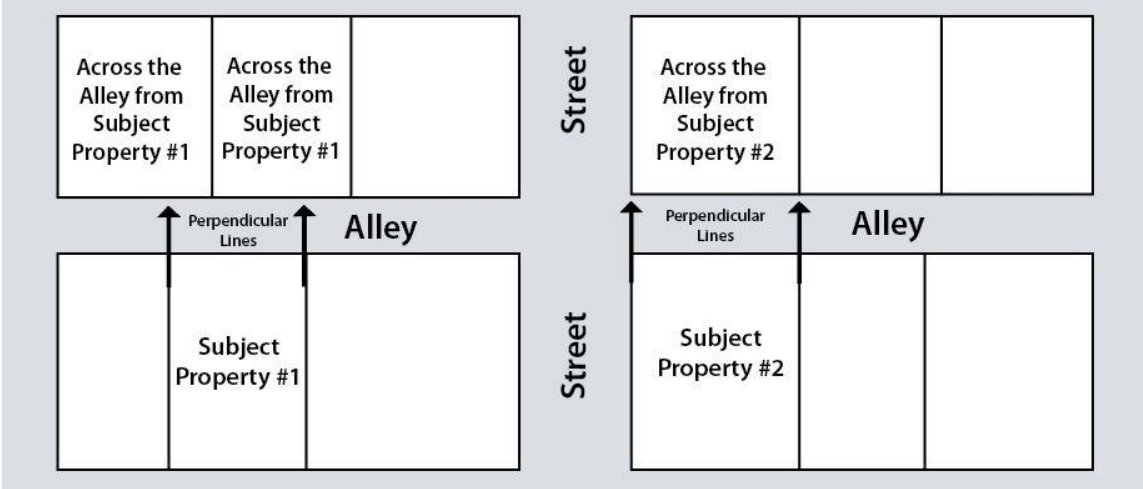 Across the
Alley from
Subject
Property #1
Across the
Alley from
Subject
Property #1
Street
Across the
Alley from
Subject
Property #2
Perpendicular
Lines
Alley
Perpendicular
Lines
Alley
Subject
Property #1
Street
Subject
Property #2